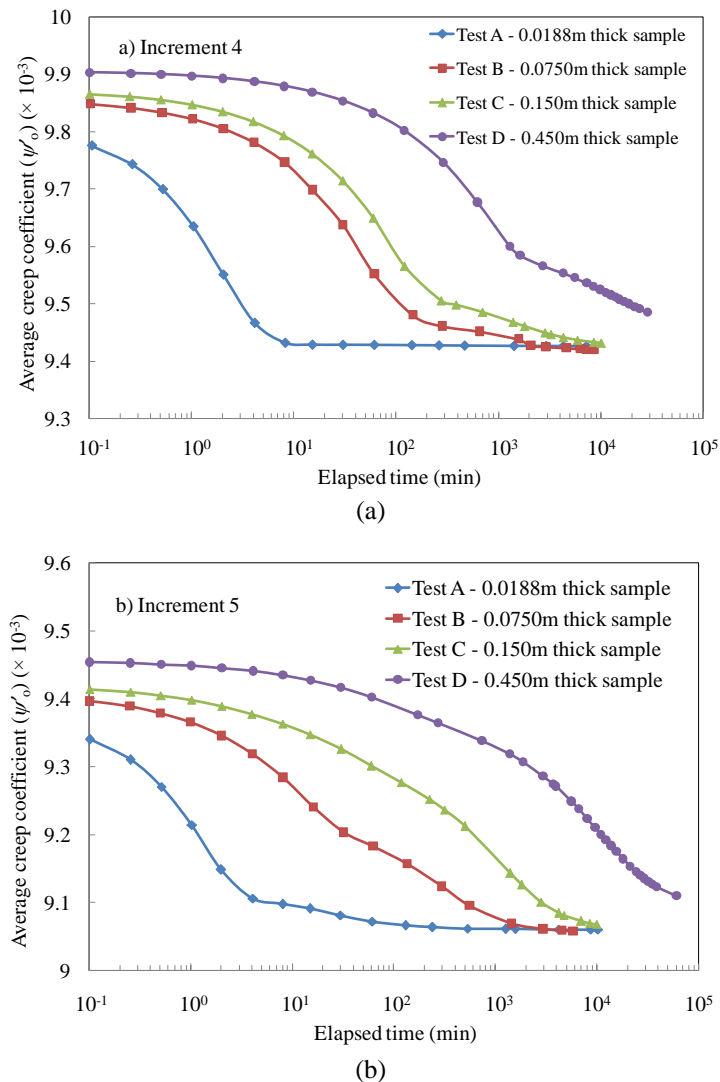 10
9.9
9.8
9.7
9.6
9.5
9.4
9.3
Average creep coefficient (ψ′ₒ) (× 10⁻³)
a) Increment 4
Test A - 0.0188m thick sample
Test B - 0.0750m thick sample
Test C - 0.150m thick sample
Test D - 0.450m thick sample
10⁻¹ 10⁰ 10¹ 10² 10³ 10⁴ 10⁵
Elapsed time (min)
(a)
9.6
9.5
9.4
9.3
9.2
9.1
9
Average creep coefficient (ψ′ₒ) (× 10⁻³)
b) Increment 5
Test A - 0.0188m thick sample
Test B - 0.0750m thick sample
Test C - 0.150m thick sample
Test D - 0.450m thick sample
10⁻¹ 10⁰ 10¹ 10² 10³ 10⁴ 10⁵
Elapsed time (min)
(b)